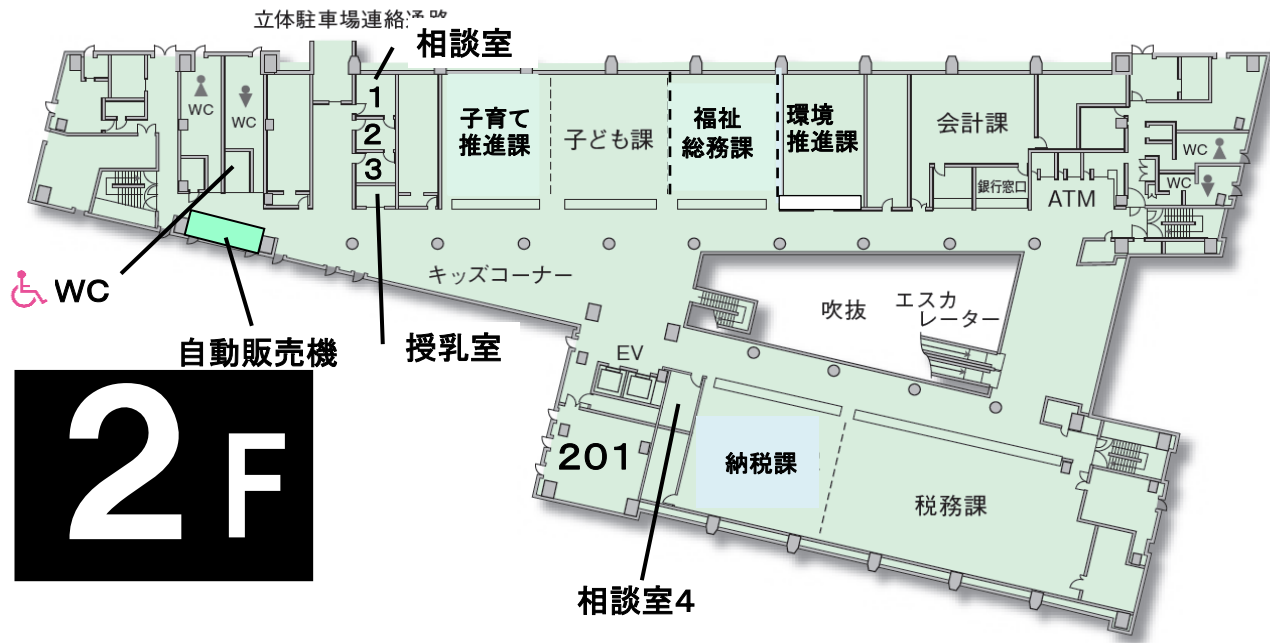 立体駐車場連絡通路
相談室
1
2
3
子育て
推進課
子ども課
福祉
総務課
環境
推進課
会計課
銀行窓口
ATM
WC
WC
WC
WC
WC
キッズコーナー
自動販売機
授乳室
吹抜
エスカ
レーター
EV
201
納税課
税務課
相談室4
2F